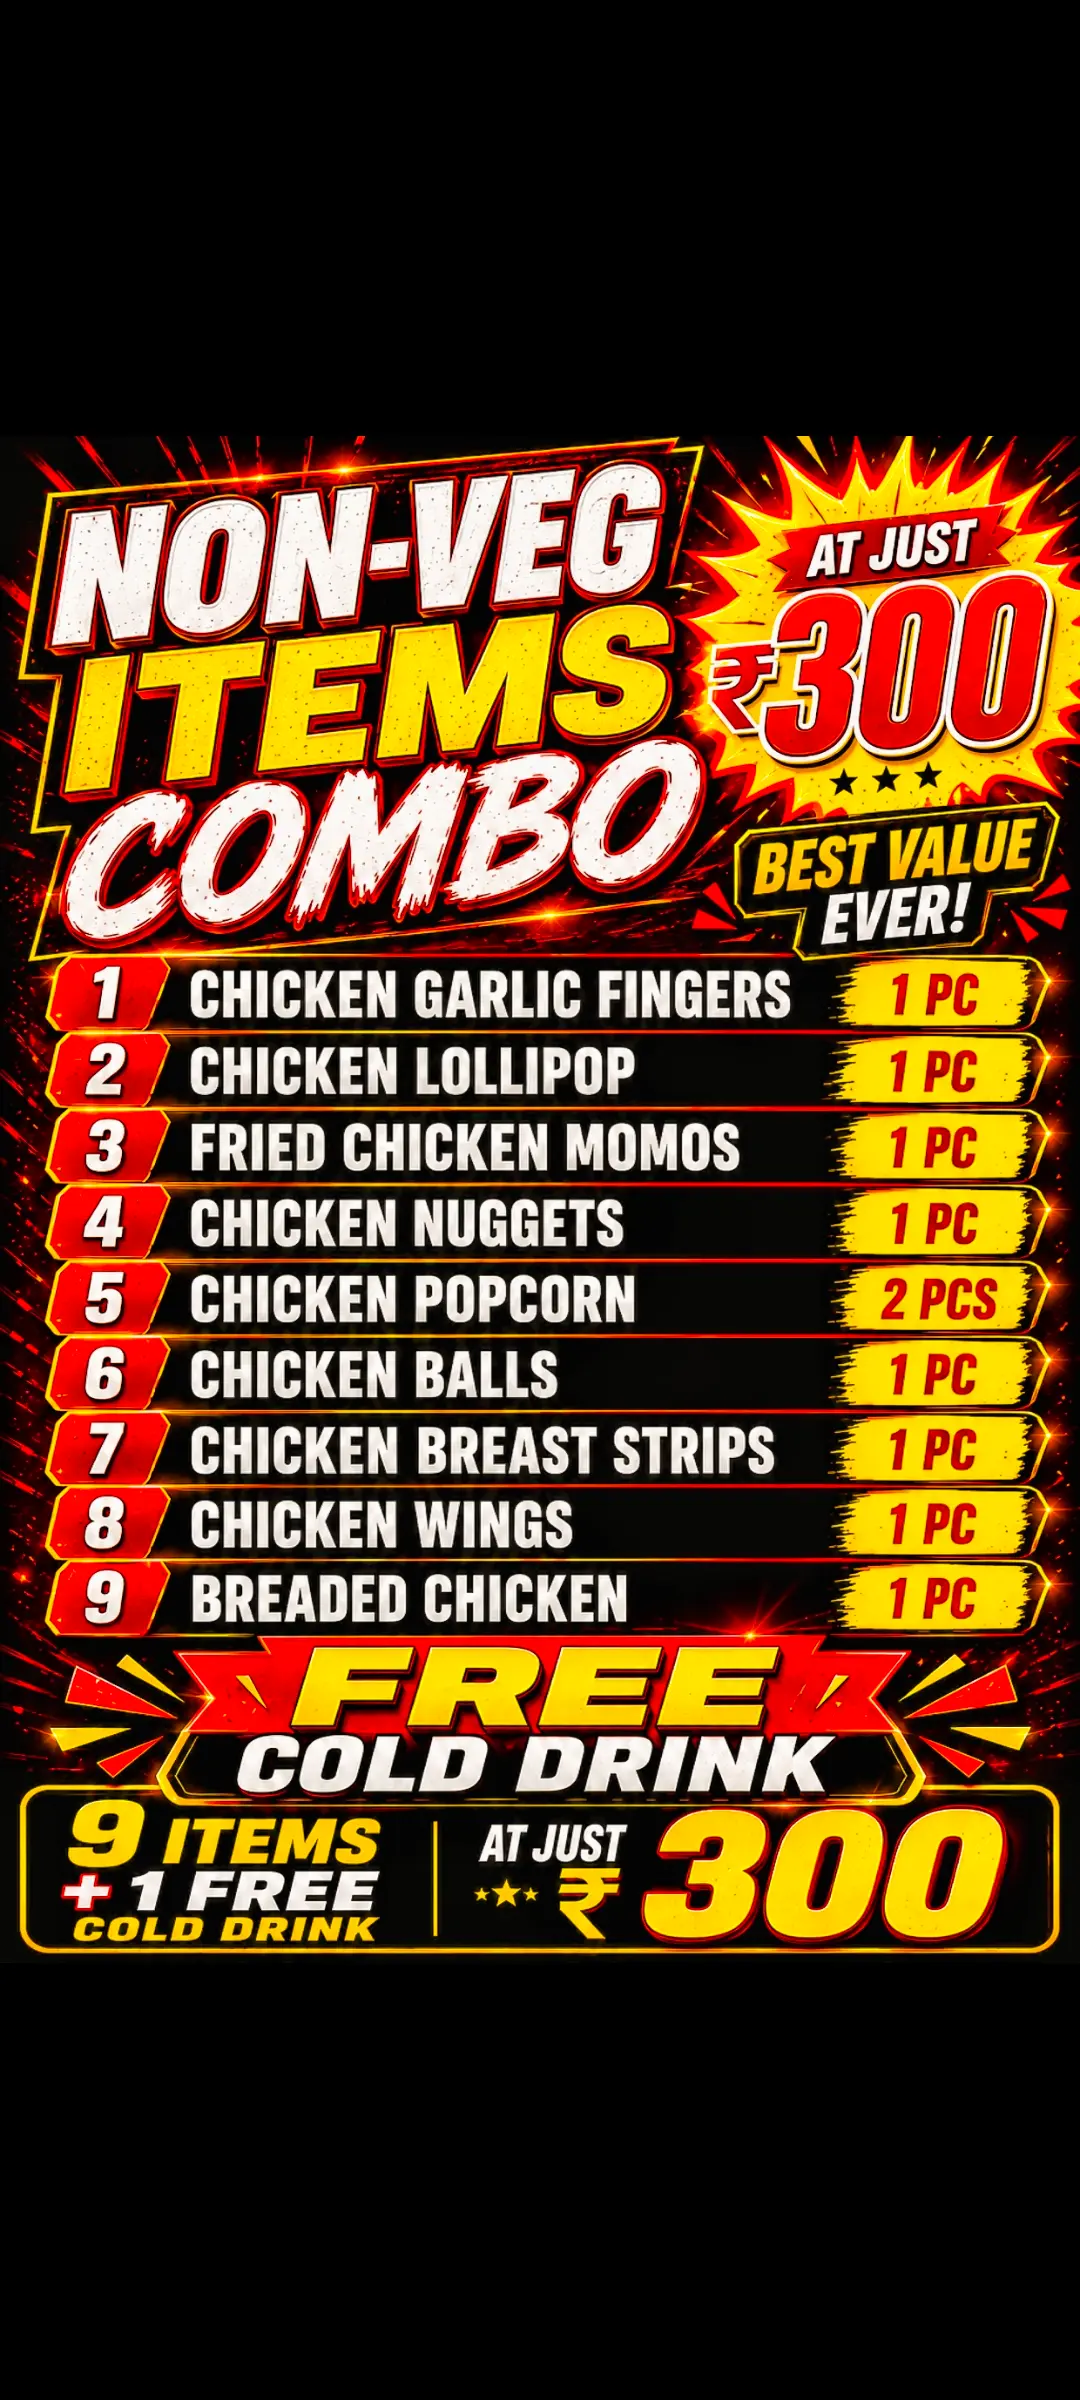 NON-VEG
ITEMS
COMBO
AT JUST
₹300
BEST VALUE
EVER!
1 CHICKEN GARLIC FINGERS 1 PC
2 CHICKEN LOLLIPOP 1 PC
3 FRIED CHICKEN MOMOS 1 PC
4 CHICKEN NUGGETS 1 PC
5 CHICKEN POPCORN 2 PCS
6 CHICKEN BALLS 1 PC
7 CHICKEN BREAST STRIPS 1 PC
8 CHICKEN WINGS 1 PC
9 BREADED CHICKEN 1 PC
FREE
COLD DRINK
9 ITEMS
+ 1 FREE
COLD DRINK
AT JUST
₹ 300